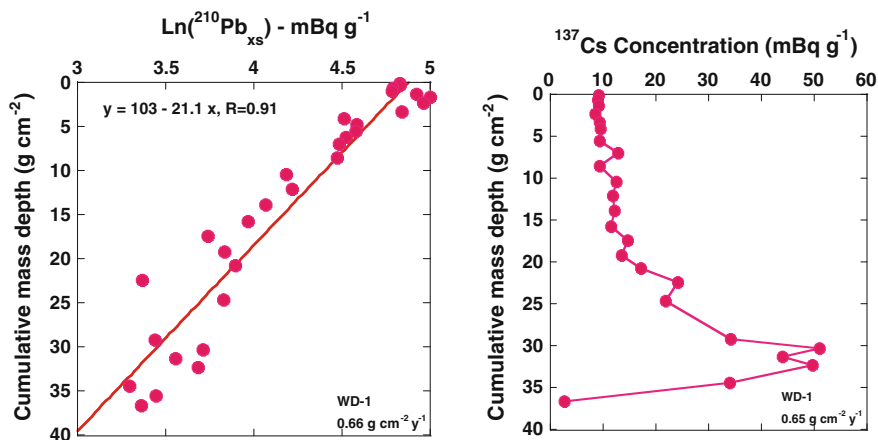 Ln(²¹⁰Pbxs) - mBq g⁻¹
3 3.5 4 4.5 5
0
5
10
15
20
25
30
35
40
Cumulative mass depth (g cm⁻²)
y = 103 - 21.1 x, R=0.91
WD-1
0.66 g cm⁻² y⁻¹
¹³⁷Cs Concentration (mBq g⁻¹)
0 10 20 30 40 50 60
0
5
10
15
20
25
30
35
40
Cumulative mass depth (g cm⁻²)
WD-1
0.65 g cm⁻² y⁻¹